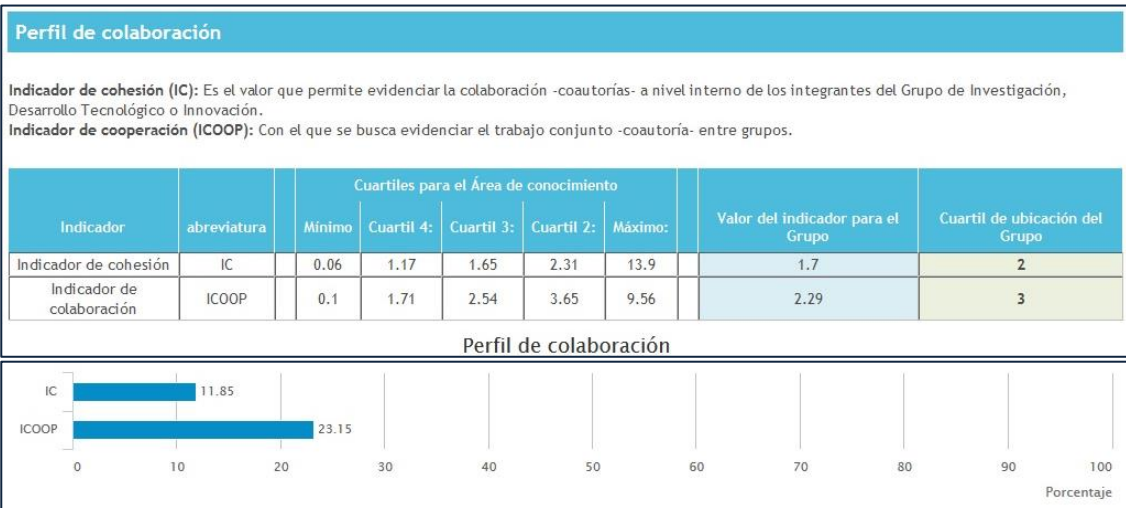 Perfil de colaboración
Indicador de cohesión (IC): Es el valor que permite evidenciar la colaboración -coautorías- a nivel interno de los integrantes del Grupo de Investigación,
Desarrollo Tecnológico o Innovación.
Indicador de cooperación (ICOOP): Con el que se busca evidenciar el trabajo conjunto -coautoría- entre grupos.
Cuartiles para el Área de conocimiento
Indicador abreviatura Mínimo Cuartil 4: Cuartil 3: Cuartil 2: Máximo: Valor del indicador para el Grupo Cuartil de ubicación del Grupo
Indicador de cohesión IC 0.06 1.17 1.65 2.31 13.9 1.7 2
Indicador de colaboración ICOOP 0.1 1.71 2.54 3.65 9.56 2.29 3
Perfil de colaboración
IC 11.85
ICOOP 23.15
0 10 20 30 40 50 60 70 80 90 100
Porcentaje